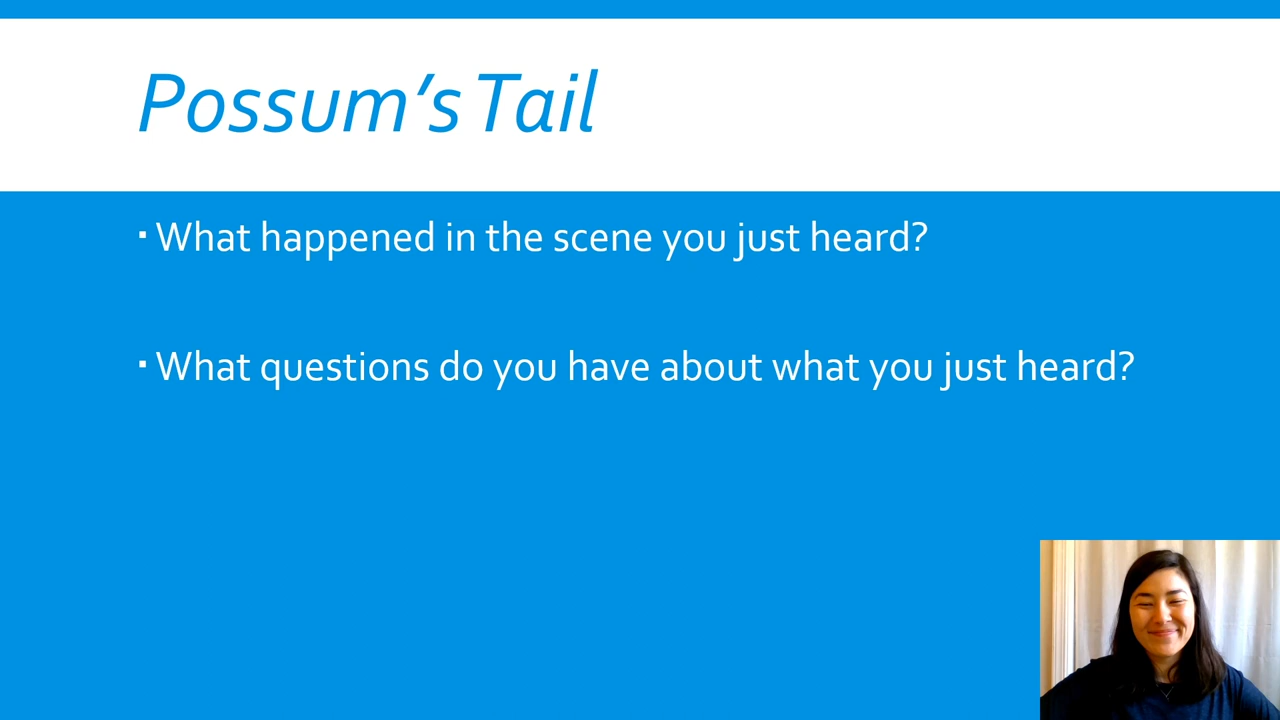 Possum’s Tail
▪ What happened in the scene you just heard?
▪ What questions do you have about what you just heard?